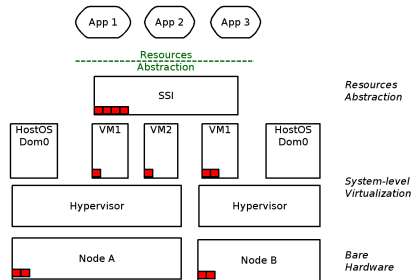 App 1
App 2
App 3
Resources
Abstraction
SSI
Resources
Abstraction
HostOS
Dom0
VM1
VM2
VM1
HostOS
Dom0
System-level
Virtualization
Hypervisor
Hypervisor
Node A
Node B
Bare
Hardware